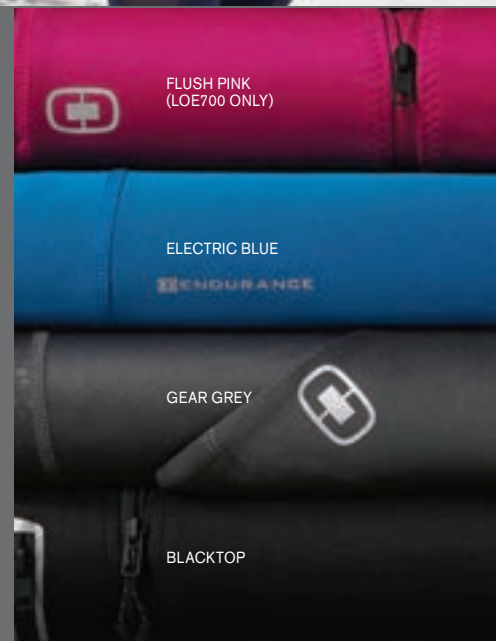 FLUSH PINK
(LOE700 ONLY)
ELECTRIC BLUE
ENDURANCE
GEAR GREY
BLACKTOP